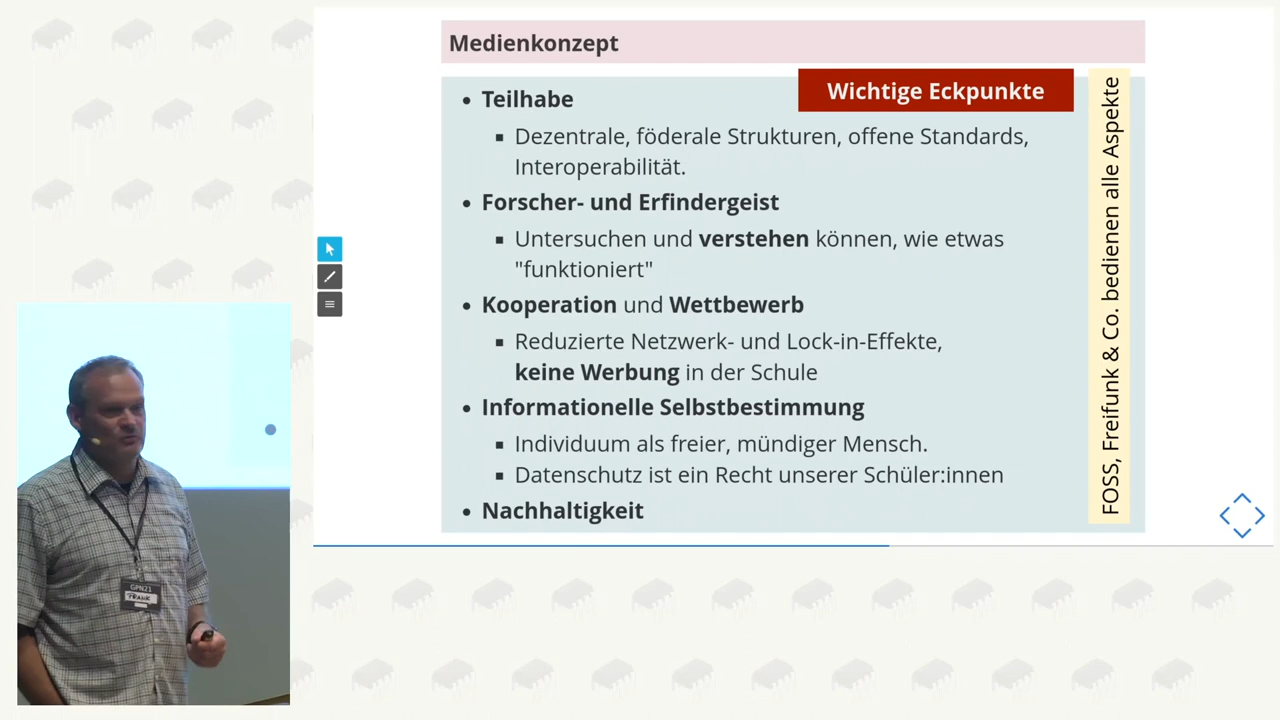 Medienkonzept
Wichtige Eckpunkte
• Teilhabe
▪ Dezentrale, föderale Strukturen, offene Standards,
Interoperabilität.
• Forscher- und Erfindergeist
▪ Untersuchen und verstehen können, wie etwas
"funktioniert"
• Kooperation und Wettbewerb
▪ Reduzierte Netzwerk- und Lock-in-Effekte,
keine Werbung in der Schule
• Informationelle Selbstbestimmung
▪ Individuum als freier, mündiger Mensch.
▪ Datenschutz ist ein Recht unserer Schüler:innen
• Nachhaltigkeit
FOSS, Freifunk & Co. bedienen alle Aspekte
GPN21
FRANK